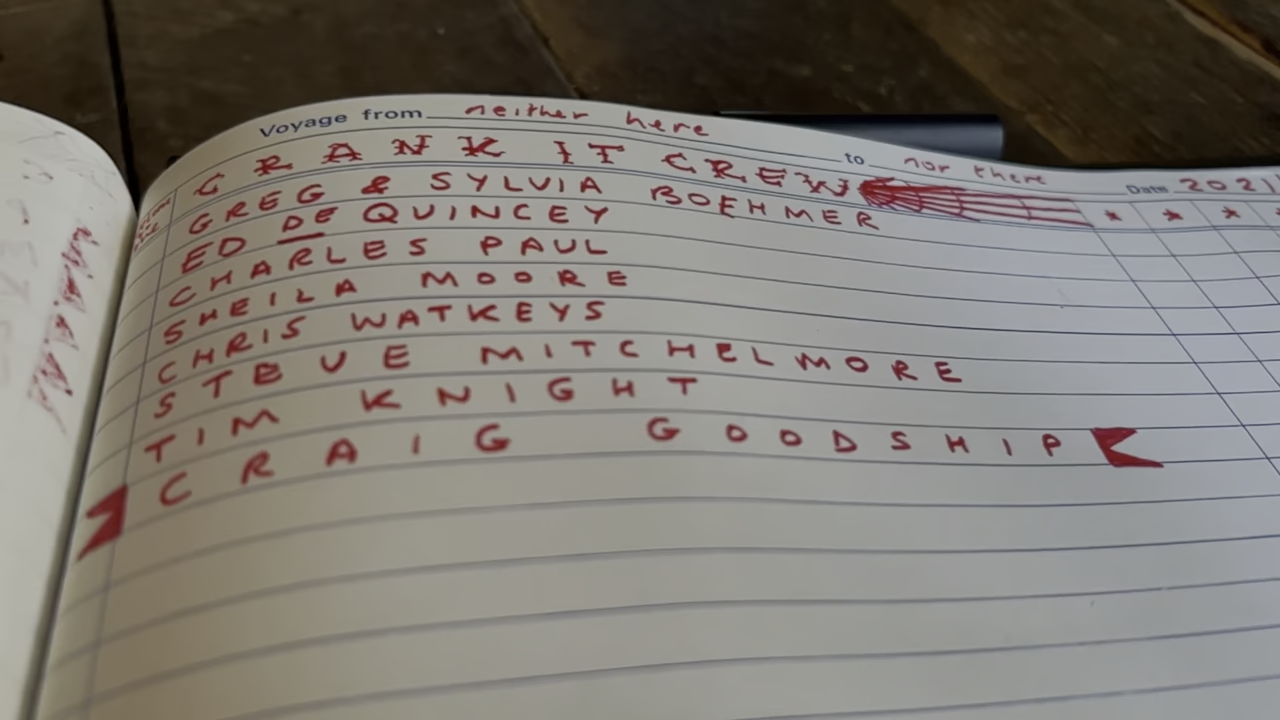 Voyage from neither here to nor there Date 2021
CRANK IT CREW
* * *
GREG & SYLVIA BOEHMER
ED DE QUINCEY
CHARLES PAUL
SHEILA MOORE
CHRIS WATKEYS
STEVE MITCHELMORE
TIM KNIGHT
CRAIG GOODSHIP